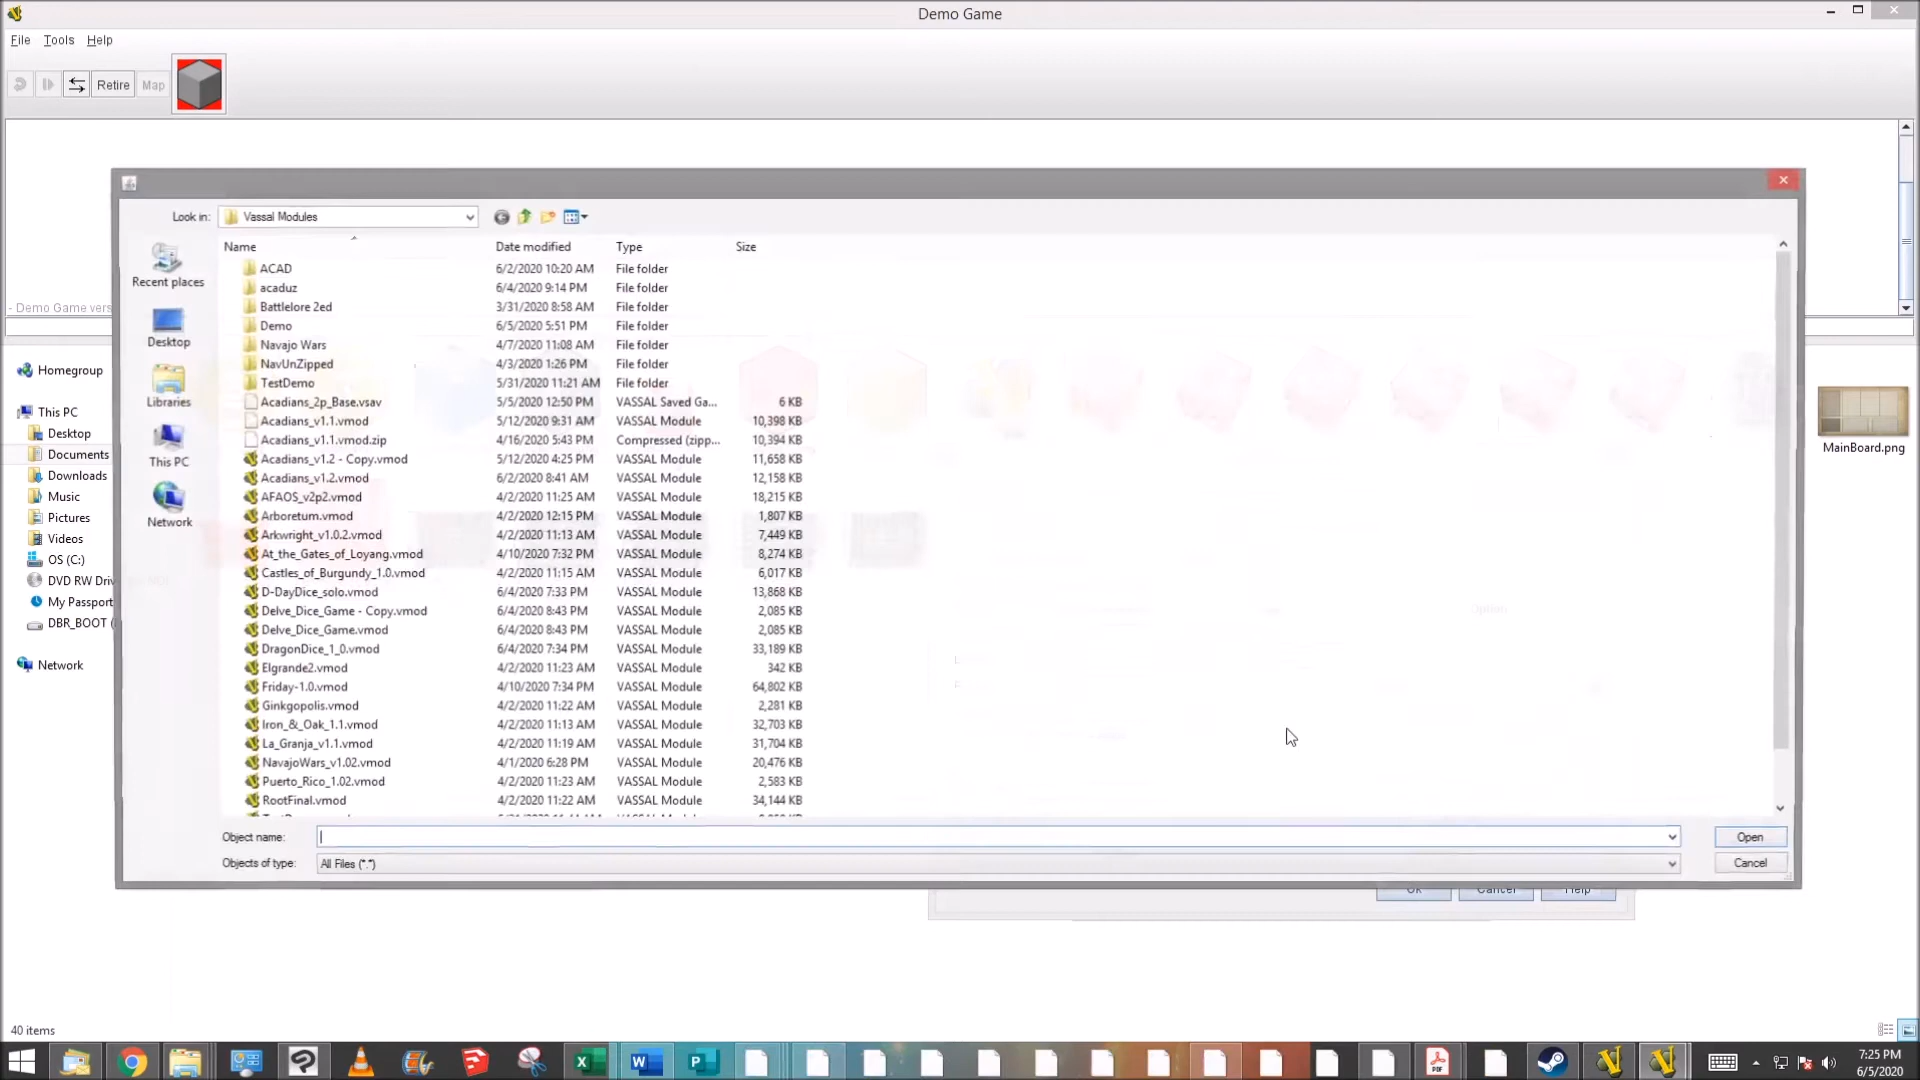 Demo Game
File Tools Help
Retire Map
- Demo Game vers
Look in: Vassal Modules
Name Date modified Type Size
ACAD 6/2/2020 10:20 AM File folder
acaduz 6/4/2020 9:14 PM File folder
Battlelore 2ed 3/31/2020 8:58 AM File folder
Demo 6/5/2020 5:51 PM File folder
Navajo Wars 4/7/2020 11:08 AM File folder
NavUnZipped 4/3/2020 1:26 PM File folder
TestDemo 5/31/2020 11:21 AM File folder
Acadians_2p_Base.vsav 5/5/2020 12:50 PM VASSAL Saved Ga... 6 KB
Acadians_v1.1.vmod 5/12/2020 9:31 AM VASSAL Module 10,398 KB
Acadians_v1.1.vmod.zip 4/16/2020 5:43 PM Compressed (zipp... 10,394 KB
Acadians_v1.2 - Copy.vmod 5/12/2020 4:25 PM VASSAL Module 11,658 KB
Acadians_v1.2.vmod 6/2/2020 8:41 AM VASSAL Module 12,158 KB
AFAOS_v2p2.vmod 4/2/2020 11:25 AM VASSAL Module 18,215 KB
Arboretum.vmod 4/2/2020 12:15 PM VASSAL Module 1,807 KB
Arkwright_v1.0.2.vmod 4/2/2020 11:13 AM VASSAL Module 7,449 KB
At_the_Gates_of_Loyang.vmod 4/10/2020 7:32 PM VASSAL Module 8,274 KB
Castles_of_Burgundy_1.0.vmod 4/2/2020 11:15 AM VASSAL Module 6,017 KB
D-DayDice_solo.vmod 6/4/2020 7:33 PM VASSAL Module 13,868 KB
Delve_Dice_Game - Copy.vmod 6/4/2020 8:43 PM VASSAL Module 2,085 KB
Delve_Dice_Game.vmod 6/4/2020 8:43 PM VASSAL Module 2,085 KB
DragonDice_1_0.vmod 6/4/2020 7:34 PM VASSAL Module 33,189 KB
Elgrande2.vmod 4/2/2020 11:23 AM VASSAL Module 342 KB
Friday-1.0.vmod 4/10/2020 7:34 PM VASSAL Module 64,802 KB
Ginkgopolis.vmod 4/2/2020 11:22 AM VASSAL Module 2,281 KB
Iron_&_Oak_1.1.vmod 4/2/2020 11:13 AM VASSAL Module 32,703 KB
La_Granja_v1.1.vmod 4/2/2020 11:19 AM VASSAL Module 31,704 KB
NavajoWars_v1.02.vmod 4/1/2020 6:28 PM VASSAL Module 20,476 KB
Puerto_Rico_1.02.vmod 4/2/2020 11:23 AM VASSAL Module 2,583 KB
RootFinal.vmod 4/2/2020 11:22 AM VASSAL Module 34,144 KB
Recent places
Desktop
Libraries
This PC
Network
Object name:
Open
Objects of type: All Files (*.*)
Cancel
Ok Cancel Help
Homegroup
This PC
Desktop
Documents
Downloads
Music
Pictures
Videos
OS (C:)
DVD RW Driv
My Passport
DBR_BOOT (
Network
MainBoard.png
40 items
7:25 PM
6/5/2020